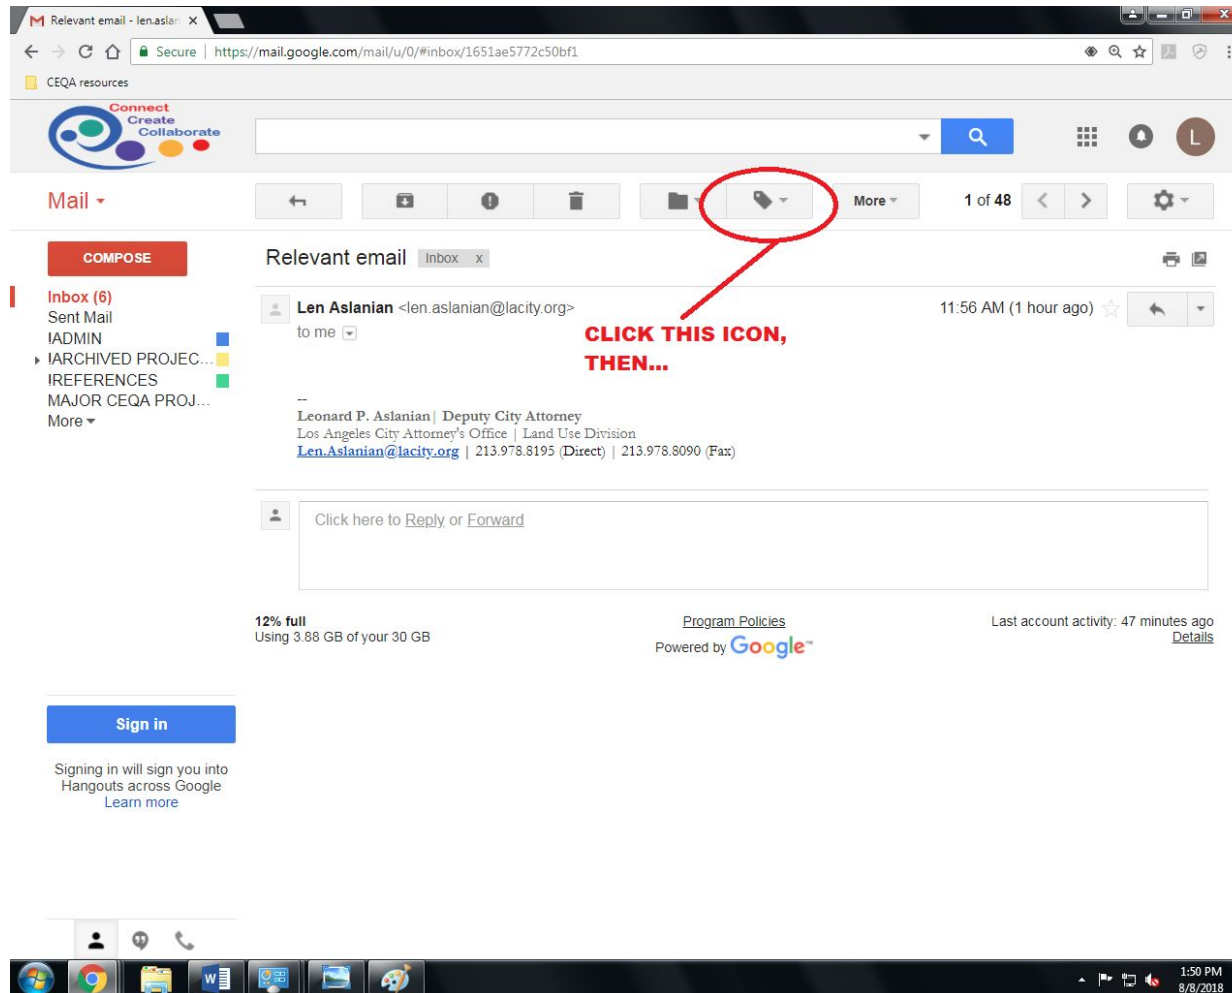 Relevant email - len.aslan
Secure | https://mail.google.com/mail/u/0/#inbox/1651ae5772c50bf1
CEQA resources
Connect
Create
Collaborate
L
Mail
More
1 of 48
COMPOSE
Relevant email Inbox x
Inbox (6)
Sent Mail
!ADMIN
!ARCHIVED PROJEC...
!REFERENCES
MAJOR CEQA PROJ...
More
Len Aslanian <len.aslanian@lacity.org>
11:56 AM (1 hour ago)
to me
CLICK THIS ICON,
THEN...
--
Leonard P. Aslanian | Deputy City Attorney
Los Angeles City Attorney's Office | Land Use Division
Len.Aslanian@lacity.org | 213.978.8195 (Direct) | 213.978.8090 (Fax)
Click here to Reply or Forward
12% full
Using 3.88 GB of your 30 GB
Program Policies
Powered by Google™
Last account activity: 47 minutes ago
Details
Sign in
Signing in will sign you into
Hangouts across Google
Learn more
1:50 PM
8/8/2018